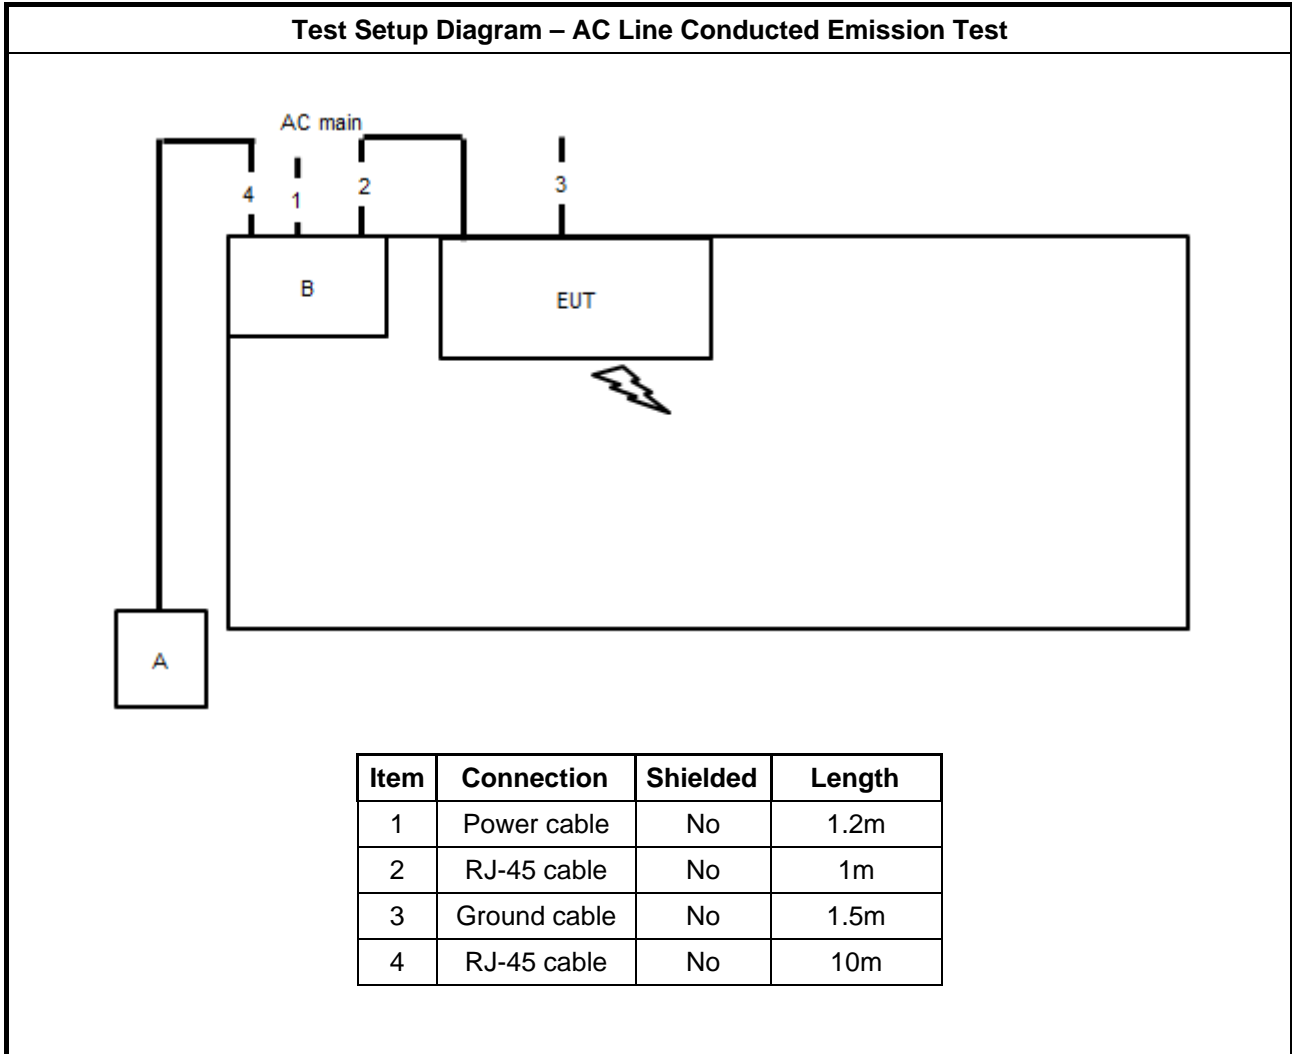 Test Setup Diagram – AC Line Conducted Emission Test
AC main
4 1 2 3
B
EUT
A
Item Connection Shielded Length
1 Power cable No 1.2m
2 RJ-45 cable No 1m
3 Ground cable No 1.5m
4 RJ-45 cable No 10m